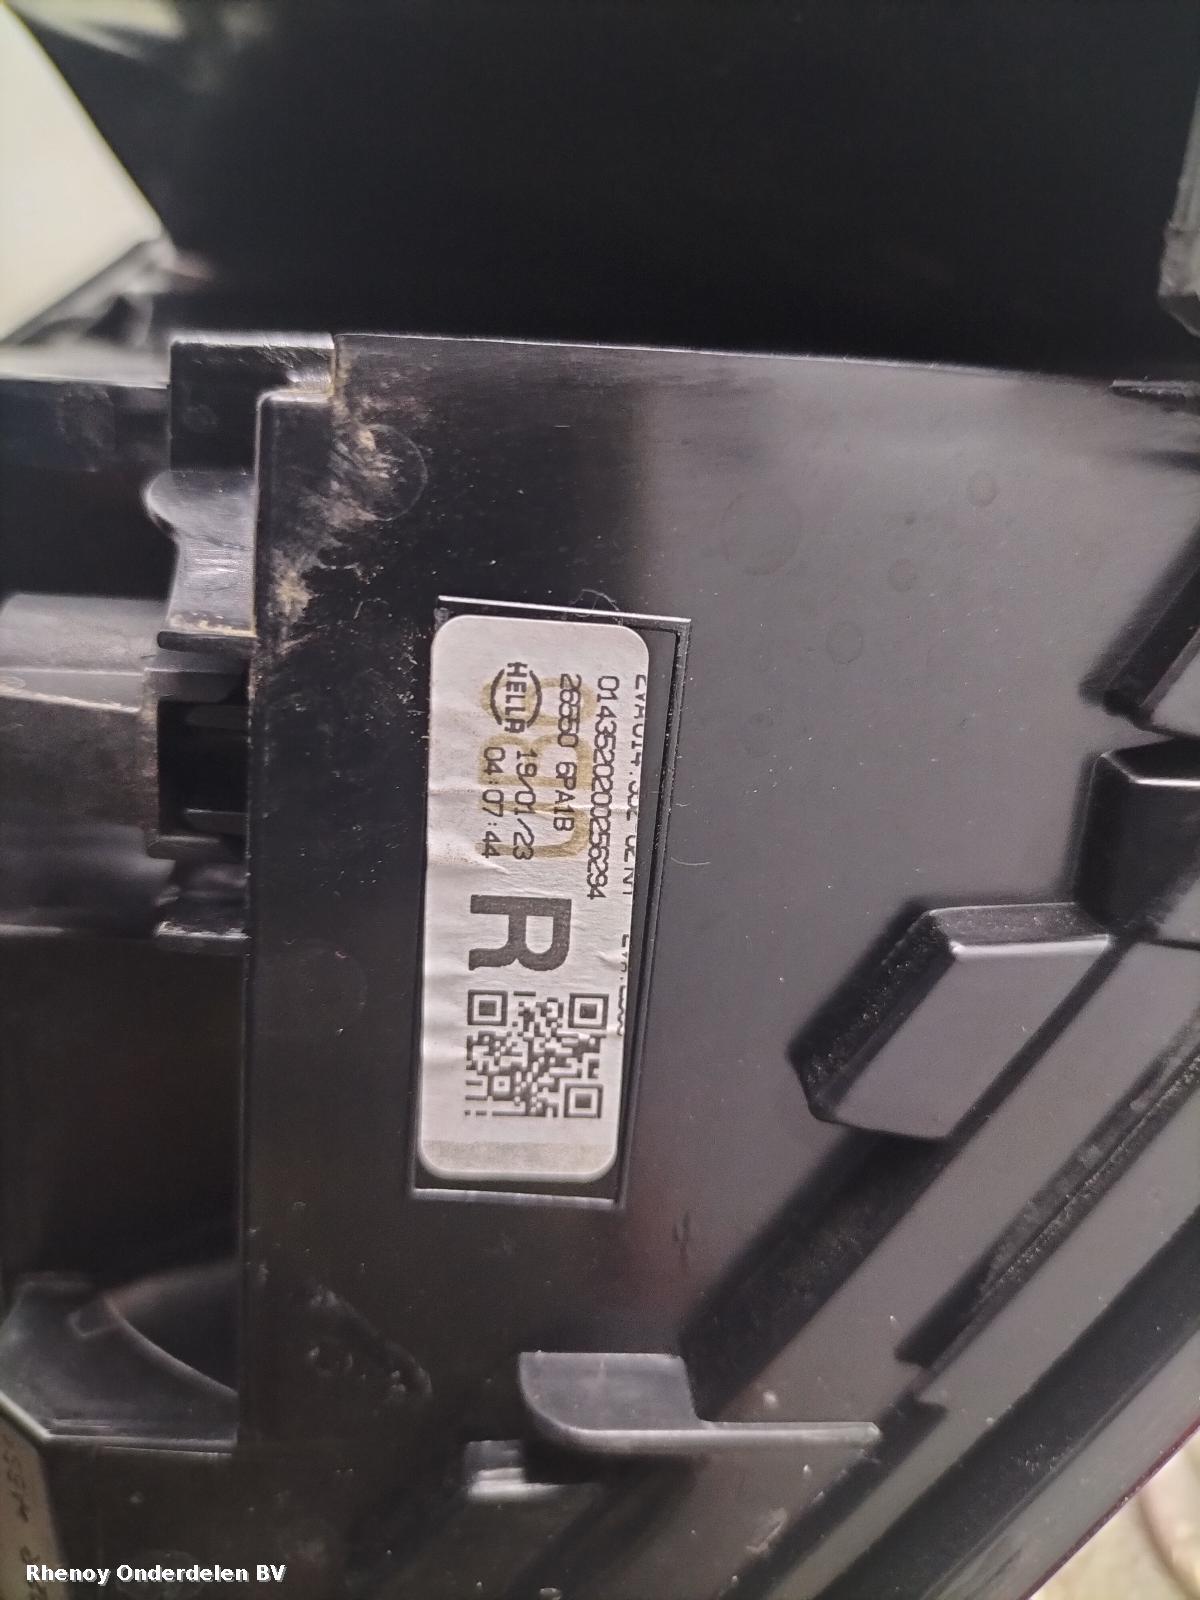 01435202000256294
26550 6PA1B
HELLA 19/01/23
04:07:44
R
Rhenoy Onderdelen BV